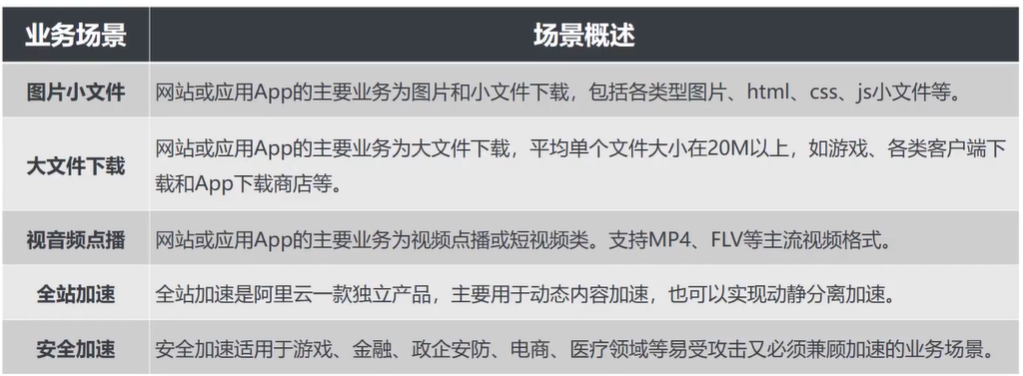 业务场景 场景概述
图片小文件 网站或应用App的主要业务为图片和小文件下载，包括各类型图片、html、css、js小文件等。
大文件下载 网站或应用App的主要业务为大文件下载，平均单个文件大小在20M以上，如游戏、各类客户端下
载和App下载商店等。
视音频点播 网站或应用App的主要业务为视频点播或短视频类。支持MP4、FLV等主流视频格式。
全站加速 全站加速是阿里云一款独立产品，主要用于动态内容加速，也可以实现动静分离加速。
安全加速 安全加速适用于游戏、金融、政企安防、电商、医疗领域等易受攻击又必须兼顾加速的业务场景。